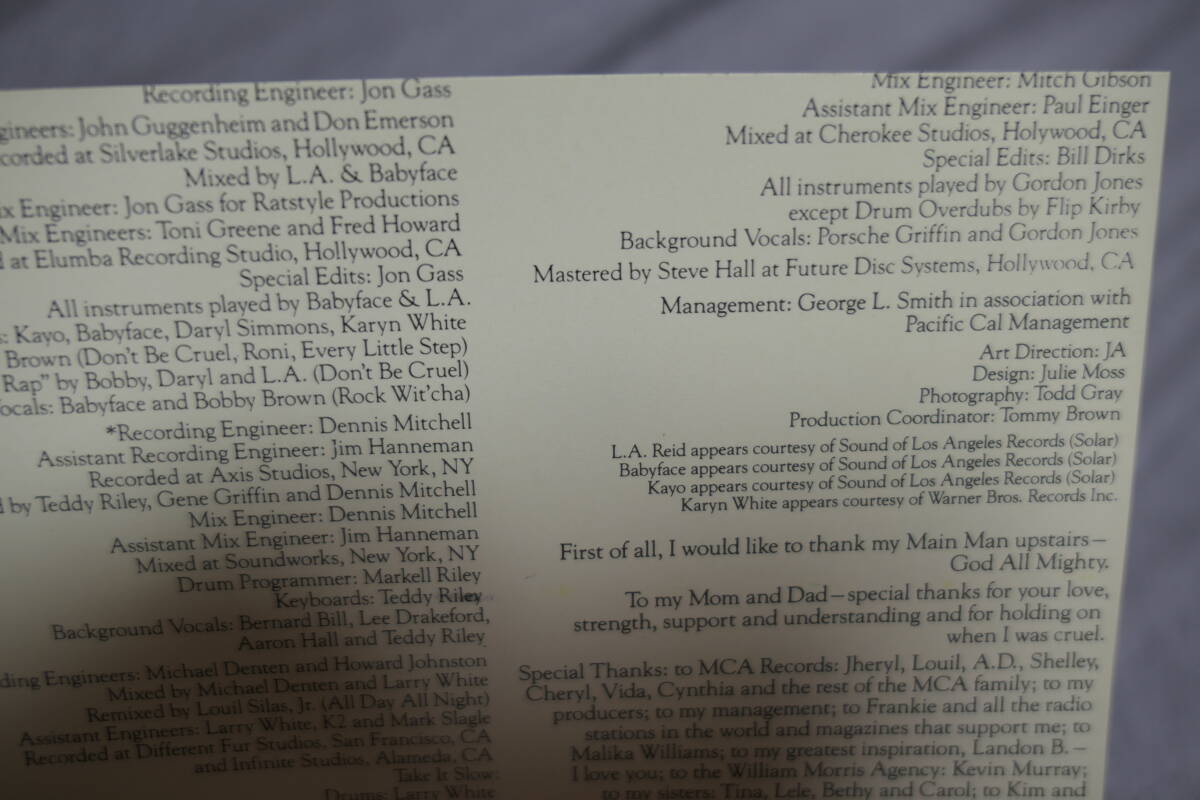 Recording Engineer: Jon Gass
John Guggenheim and Don Emerson
at Silverlake Studios, Hollywood, CA
Mixed by L.A. & Babyface
Engineer: Jon Gass for Ratstyle Productions
Mix Engineers: Toni Greene and Fred Howard
at Elumba Recording Studio, Hollywood, CA
Special Edits: Jon Gass
All instruments played by Babyface & L.A.
Kayo, Babyface, Daryl Simmons, Karyn White
Brown (Don't Be Cruel, Roni, Every Little Step)
Rap" by Bobby, Daryl and L.A. (Don't Be Cruel)
Babyface and Bobby Brown (Rock Wit'cha)
*Recording Engineer: Dennis Mitchell
Assistant Recording Engineer: Jim Hanneman
Recorded at Axis Studios, New York, NY
by Teddy Riley, Gene Griffin and Dennis Mitchell
Mix Engineer: Dennis Mitchell
Assistant Mix Engineer: Jim Hanneman
Mixed at Soundworks, New York, NY
Drum Programmer: Markell Riley
Keyboards: Teddy Riley
Background Vocals: Bernard Bill, Lee Drakeford,
Aaron Hall and Teddy Riley
Engineers: Michael Denten and Howard Johnston
Mixed by Michael Denten and Larry White
Remixed by Louil Silas, Jr. (All Day All Night)
Assistant Engineers: Larry White, K2 and Mark Slagle
Recorded at Different Fur Studios, San Francisco, CA
and Infinite Studios, Alameda, CA
Take It Slow:
Drums: Larry White
Mix Engineer: Mitch Gibson
Assistant Mix Engineer: Paul Einger
Mixed at Cherokee Studios, Holywood, CA
Special Edits: Bill Dirks
All instruments played by Gordon Jones
except Drum Overdubs by Flip Kirby
Background Vocals: Porsche Griffin and Gordon Jones
Mastered by Steve Hall at Future Disc Systems, Hollywood, CA
Management: George L. Smith in association with
Pacific Cal Management
Art Direction: JA
Design: Julie Moss
Photography: Todd Gray
Production Coordinator: Tommy Brown
L.A. Reid appears courtesy of Sound of Los Angeles Records (Solar)
Babyface appears courtesy of Sound of Los Angeles Records (Solar)
Kayo appears courtesy of Sound of Los Angeles Records (Solar)
Karyn White appears courtesy of Warner Bros. Records Inc.
First of all, I would like to thank my Main Man upstairs—
God All Mighty.
To my Mom and Dad—special thanks for your love,
strength, support and understanding and for holding on
when I was cruel.
Special Thanks: to MCA Records: Jheryl, Louil, A.D., Shelley,
Cheryl, Vida, Cynthia and the rest of the MCA family; to my
producers; to my management; to Frankie and all the radio
stations in the world and magazines that support me; to
Malika Williams; to my greatest inspiration, Landon B.—
I love you; to the William Morris Agency: Kevin Murray;
to my sisters: Tina, Lele, Bethy and Carol; to Kim and